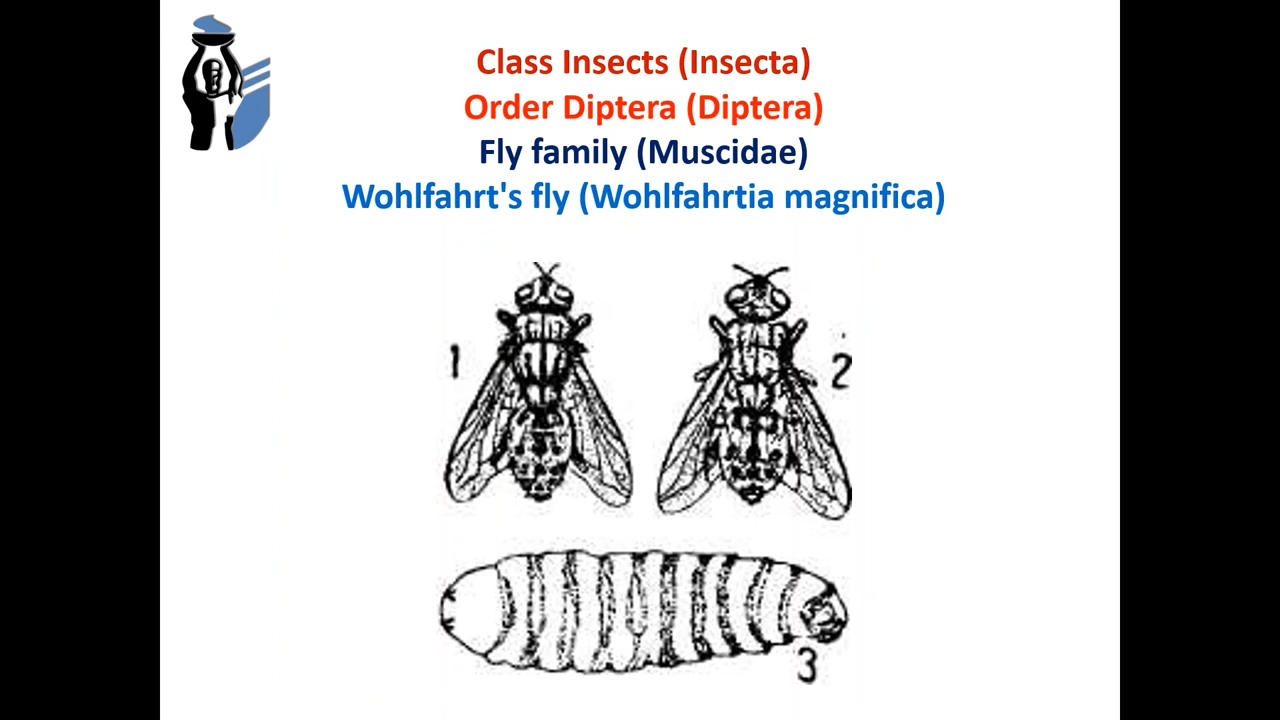 Class Insects (Insecta)
Order Diptera (Diptera)
Fly family (Muscidae)
Wohlfahrt's fly (Wohlfahrtia magnifica)
1
2
3